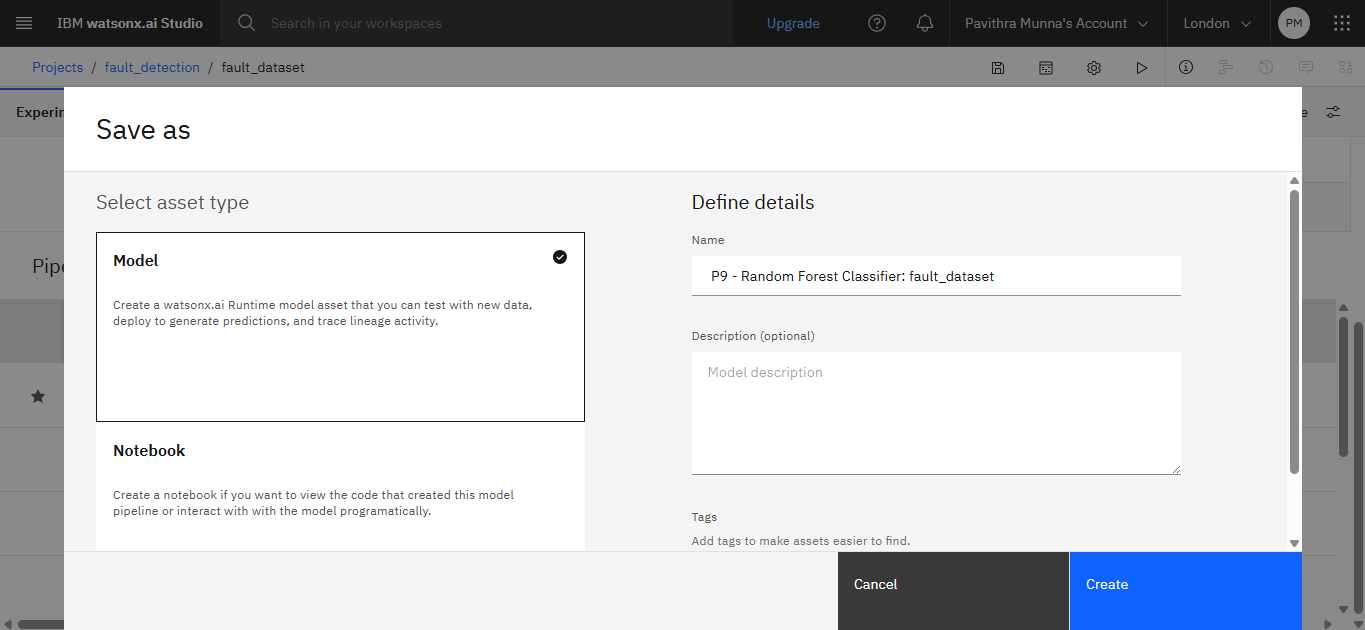 IBM watsonx.ai Studio
Search in your workspaces
Upgrade
Pavithra Munna's Account
London
PM
Projects / fault_detection / fault_dataset
Experin
e
Save as
Pipe
Select asset type
Model
Create a watsonx.ai Runtime model asset that you can test with new data,
deploy to generate predictions, and trace lineage activity.
Notebook
Create a notebook if you want to view the code that created this model
pipeline or interact with with the model programatically.
Define details
Name
P9 - Random Forest Classifier: fault_dataset
Description (optional)
Model description
Tags
Add tags to make assets easier to find.
Cancel
Create